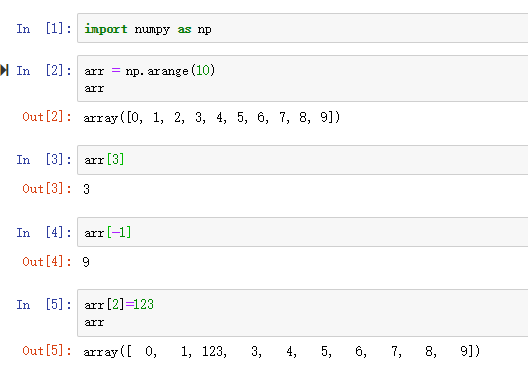 In [1]: import numpy as np
In [2]: arr = np.arange(10)
arr
Out[2]: array([0, 1, 2, 3, 4, 5, 6, 7, 8, 9])
In [3]: arr[3]
Out[3]: 3
In [4]: arr[-1]
Out[4]: 9
In [5]: arr[2]=123
arr
Out[5]: array([  0,   1, 123,   3,   4,   5,   6,   7,   8,   9])